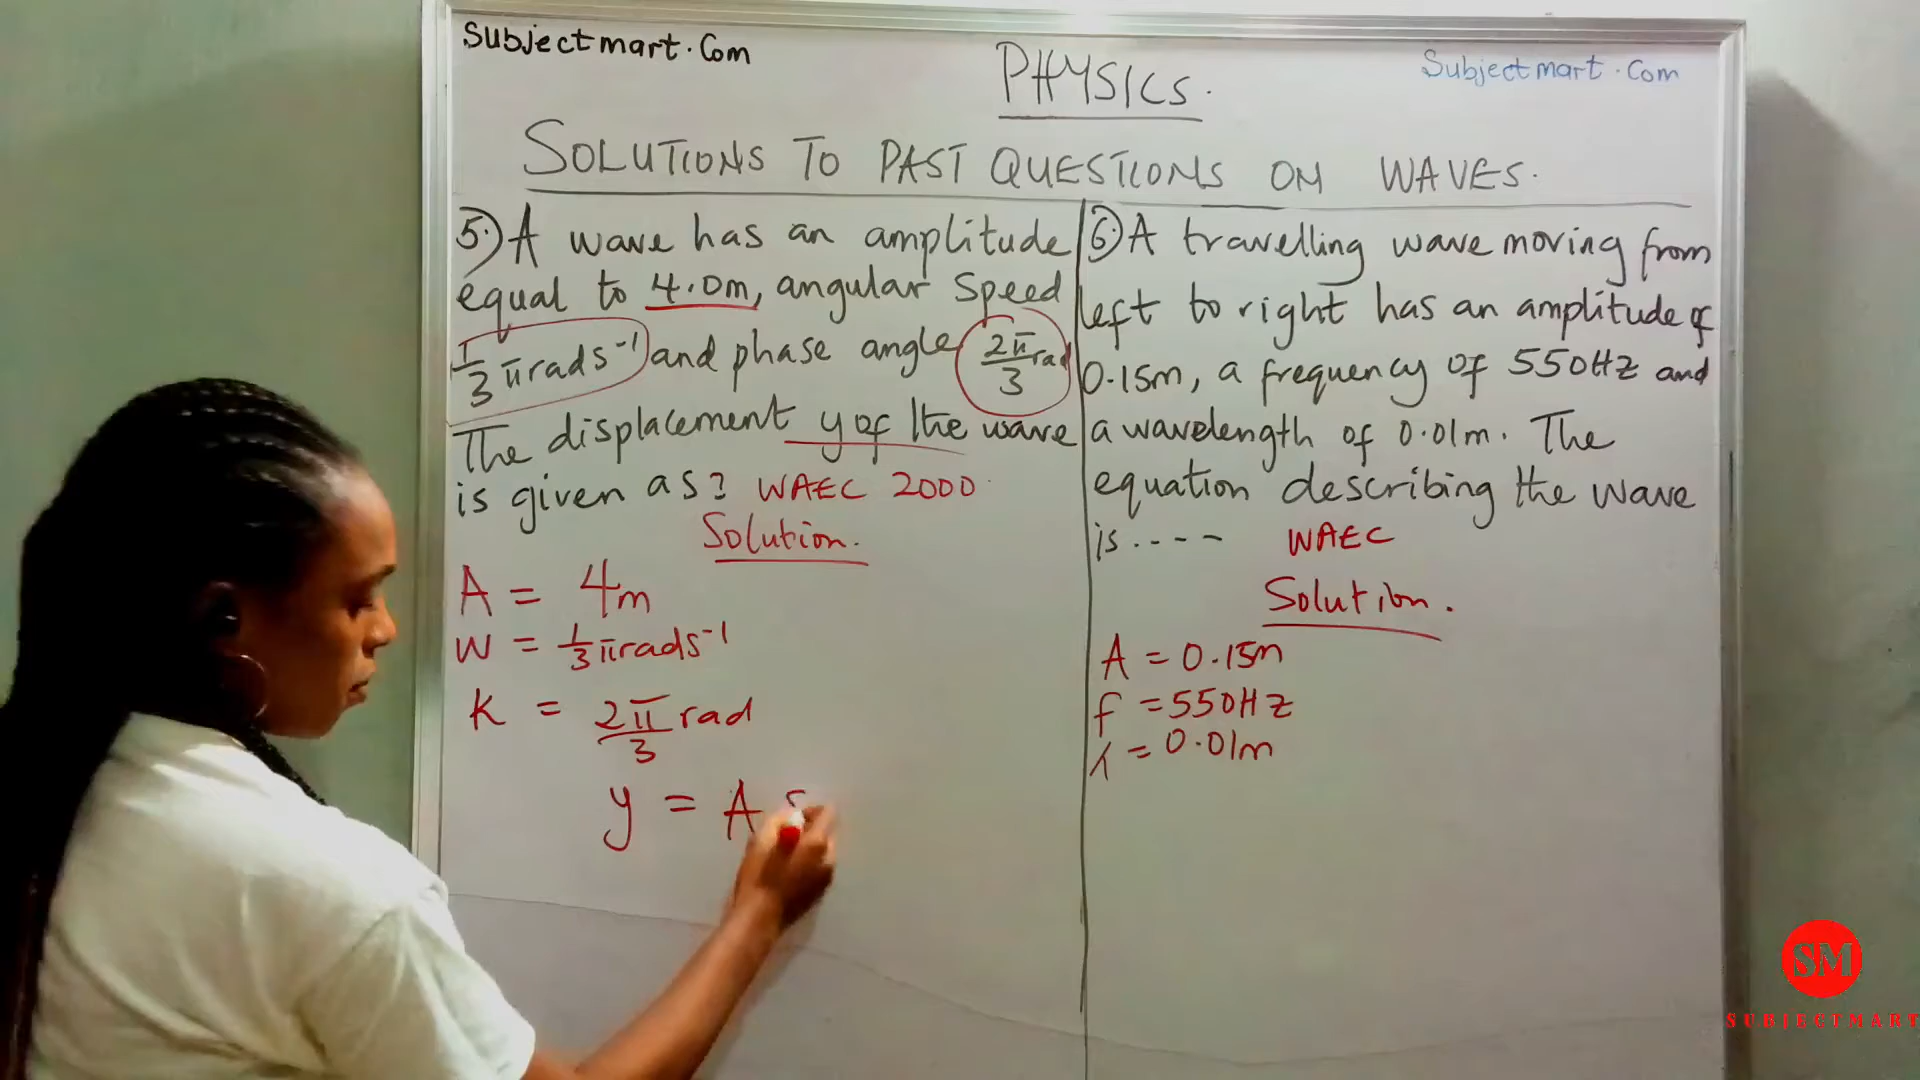 Subjectmart.Com
PHYSICS.
Subjectmart.Com
SOLUTIONS TO PAST QUESTIONS ON WAVES.
5.) A wave has an amplitude
equal to 4.0m, angular speed
1/3 πrads⁻¹ and phase angle 2π/3 rad
The displacement y of the wave
is given as? WAEC 2000
Solution.
A = 4m
W = 1/3 πrads⁻¹
K = 2π/3 rad
y = A S
6.) A travelling wave moving from
left to right has an amplitude of
0.15m, a frequency of 550Hz and
a wavelength of 0.01m. The
equation describing the wave
is ---- WAEC
Solution.
A = 0.15m
f = 550Hz
λ = 0.01m
SM
SUBJECTMART